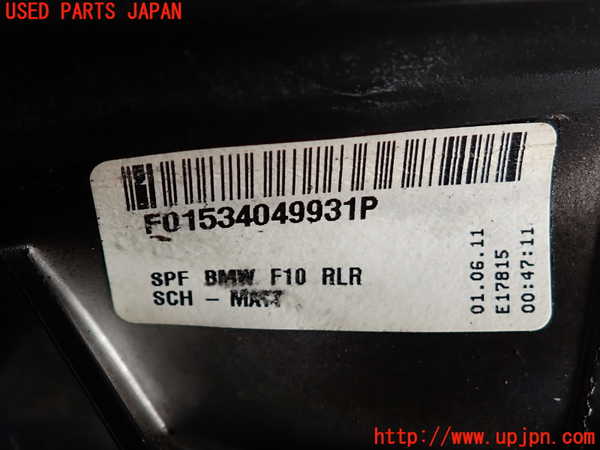 USED PARTS JAPAN
F01534049931P
SPF BMW F10 RLR
SCH - MATT
01.06.11
E17815
00:47:11
http://www.upjpn.com/